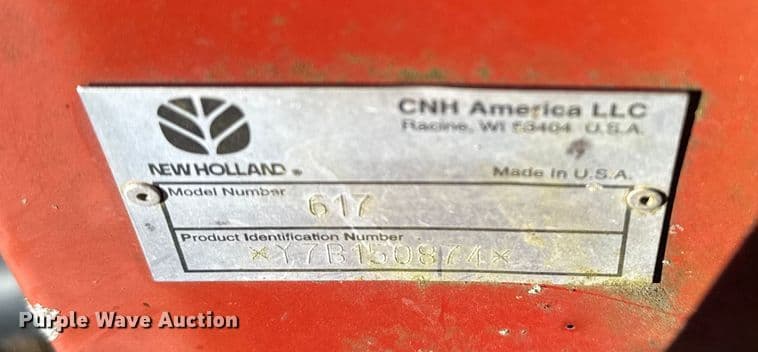 CNH America LLC
Racine, WI 53404 U.S.A.
NEW HOLLAND ®
Made in U.S.A.
Model Number
617
Product Identification Number
*Y7B150874*
Purple Wave Auction